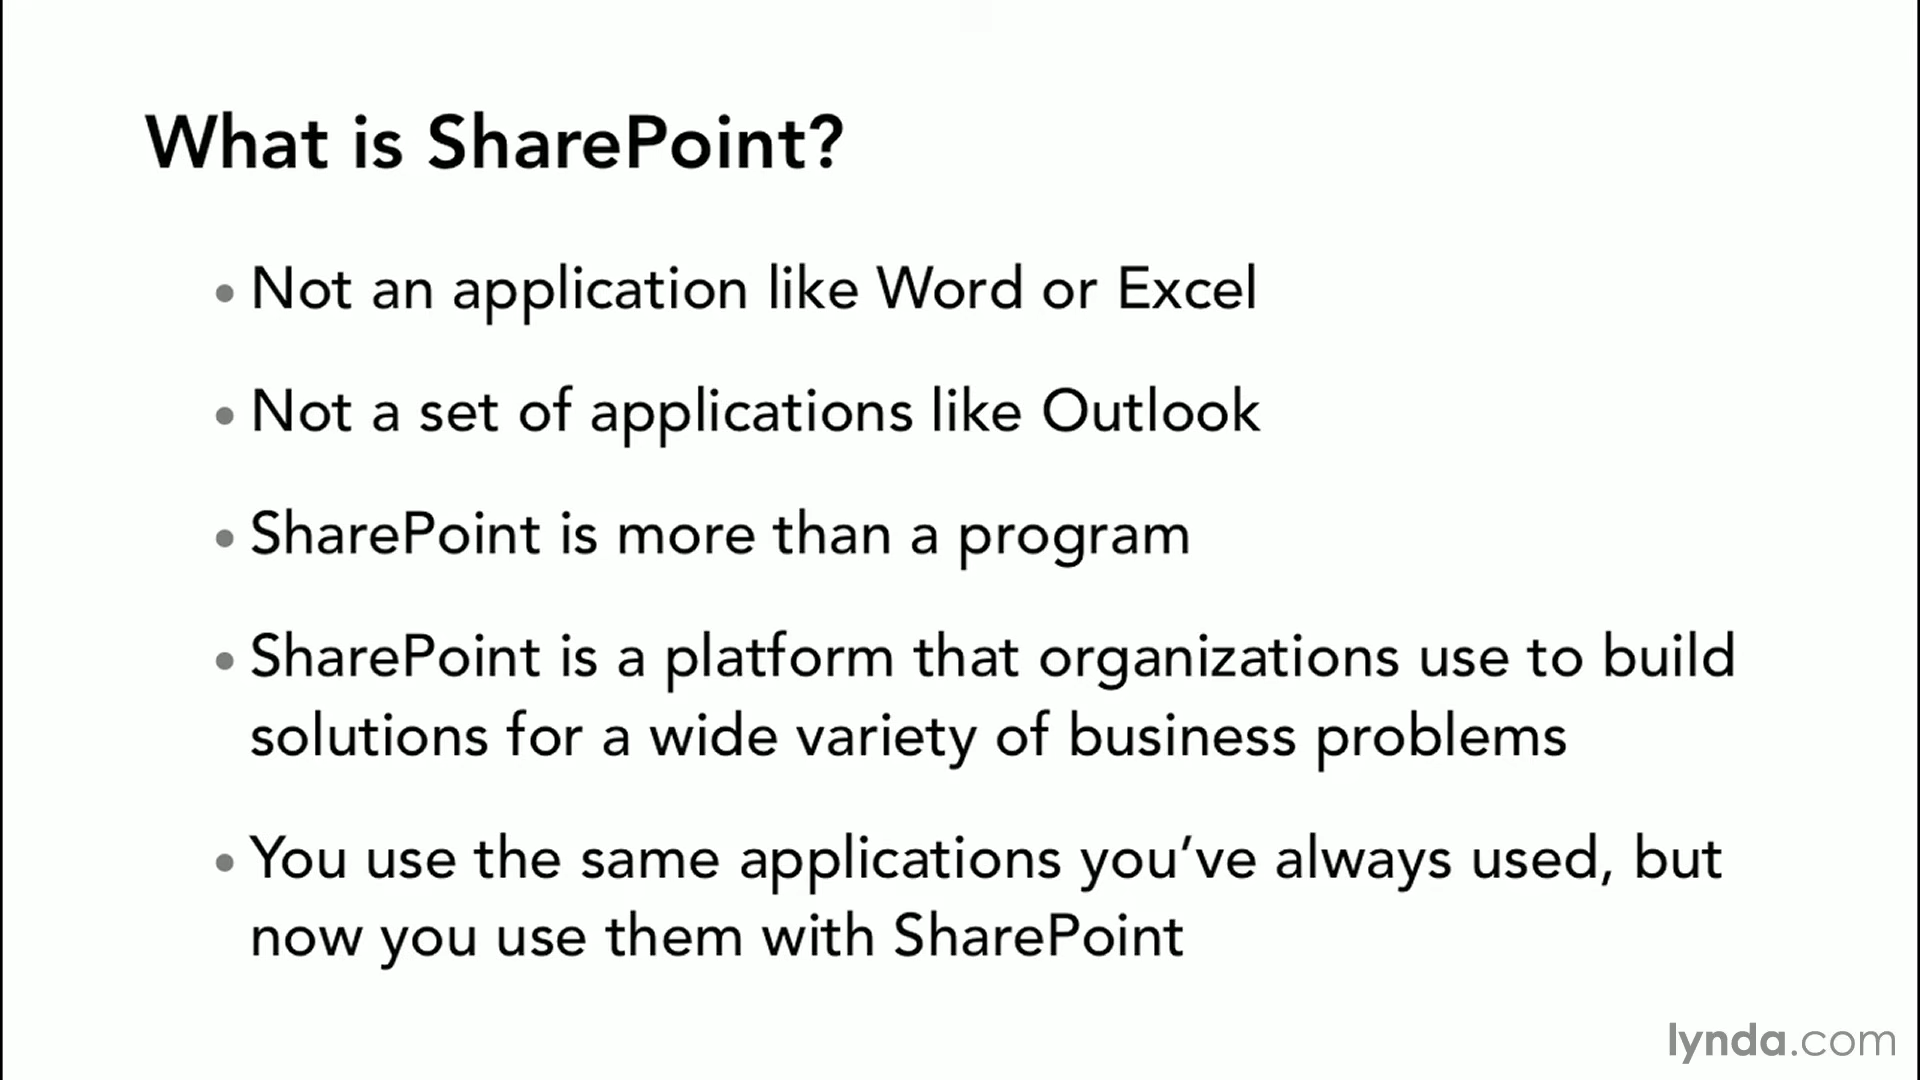 What is SharePoint?
• Not an application like Word or Excel
• Not a set of applications like Outlook
• SharePoint is more than a program
• SharePoint is a platform that organizations use to build
solutions for a wide variety of business problems
• You use the same applications you’ve always used, but
now you use them with SharePoint
lynda.com